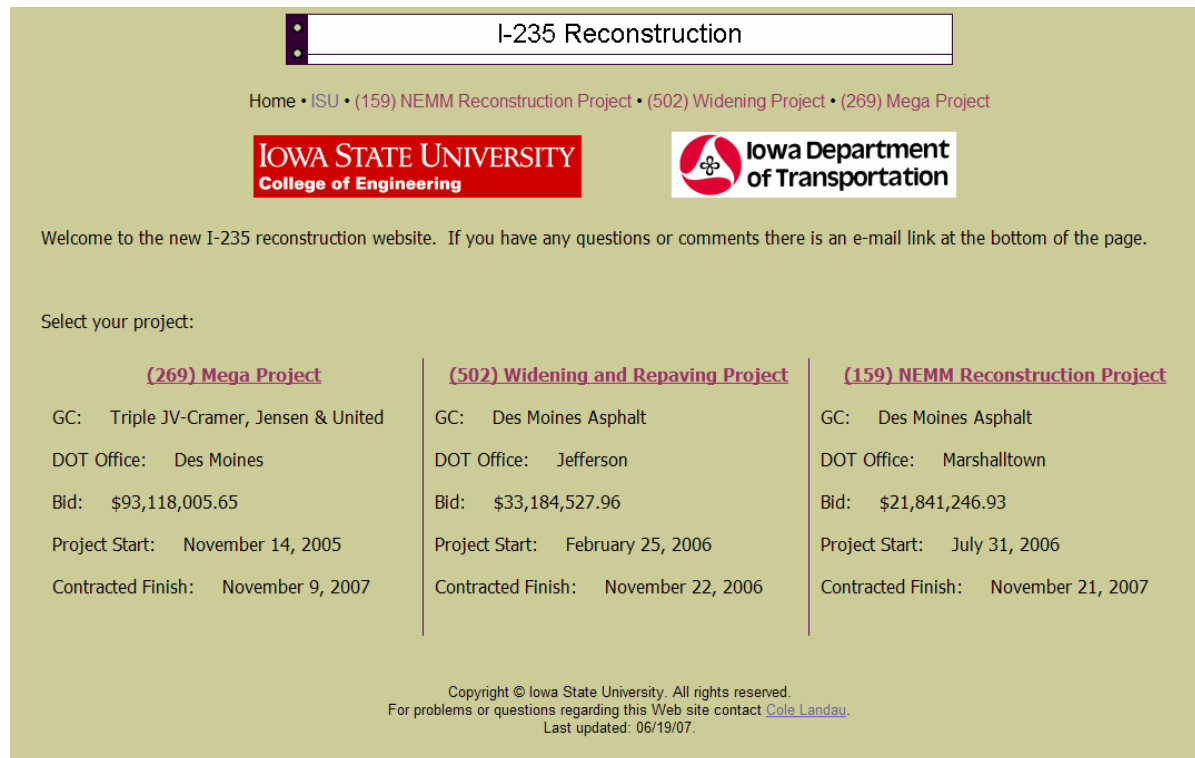 I-235 Reconstruction
Home • ISU • (159) NEMM Reconstruction Project • (502) Widening Project • (269) Mega Project
IOWA STATE UNIVERSITY
College of Engineering
Iowa Department
of Transportation
Welcome to the new I-235 reconstruction website. If you have any questions or comments there is an e-mail link at the bottom of the page.
Select your project:
(269) Mega Project
GC: Triple JV-Cramer, Jensen & United
DOT Office: Des Moines
Bid: $93,118,005.65
Project Start: November 14, 2005
Contracted Finish: November 9, 2007
(502) Widening and Repaving Project
GC: Des Moines Asphalt
DOT Office: Jefferson
Bid: $33,184,527.96
Project Start: February 25, 2006
Contracted Finish: November 22, 2006
(159) NEMM Reconstruction Project
GC: Des Moines Asphalt
DOT Office: Marshalltown
Bid: $21,841,246.93
Project Start: July 31, 2006
Contracted Finish: November 21, 2007
Copyright © Iowa State University. All rights reserved.
For problems or questions regarding this Web site contact Cole Landau.
Last updated: 06/19/07.